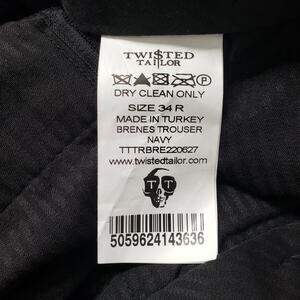 TWISTED
TAILOR
P
DRY CLEAN ONLY
SIZE 34 R
MADE IN TURKEY
BRENES TROUSER
NAVY
TTTRBRE220627
www.twistedtailor.com
T T
5059624143636